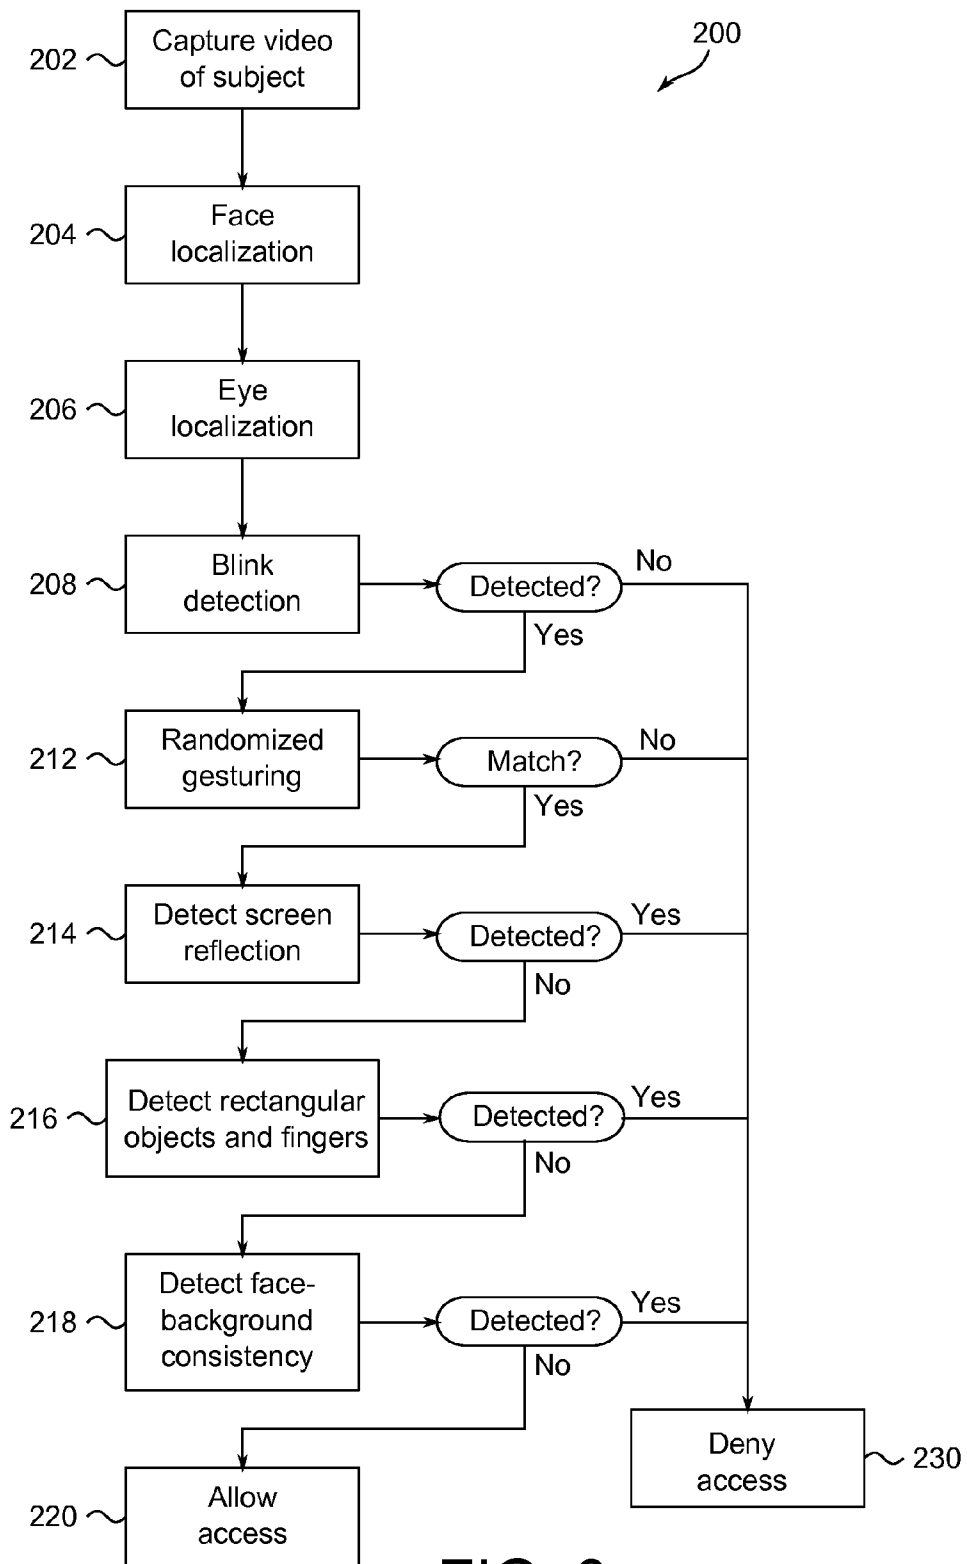 200
202
Capture video
of subject
204
Face
localization
206
Eye
localization
208
Blink
detection
Detected?
No
Yes
212
Randomized
gesturing
Match?
No
Yes
214
Detect screen
reflection
Detected?
Yes
No
216
Detect rectangular
objects and fingers
Detected?
Yes
No
218
Detect face-
background
consistency
Detected?
Yes
No
Deny
access
230
220
Allow
access